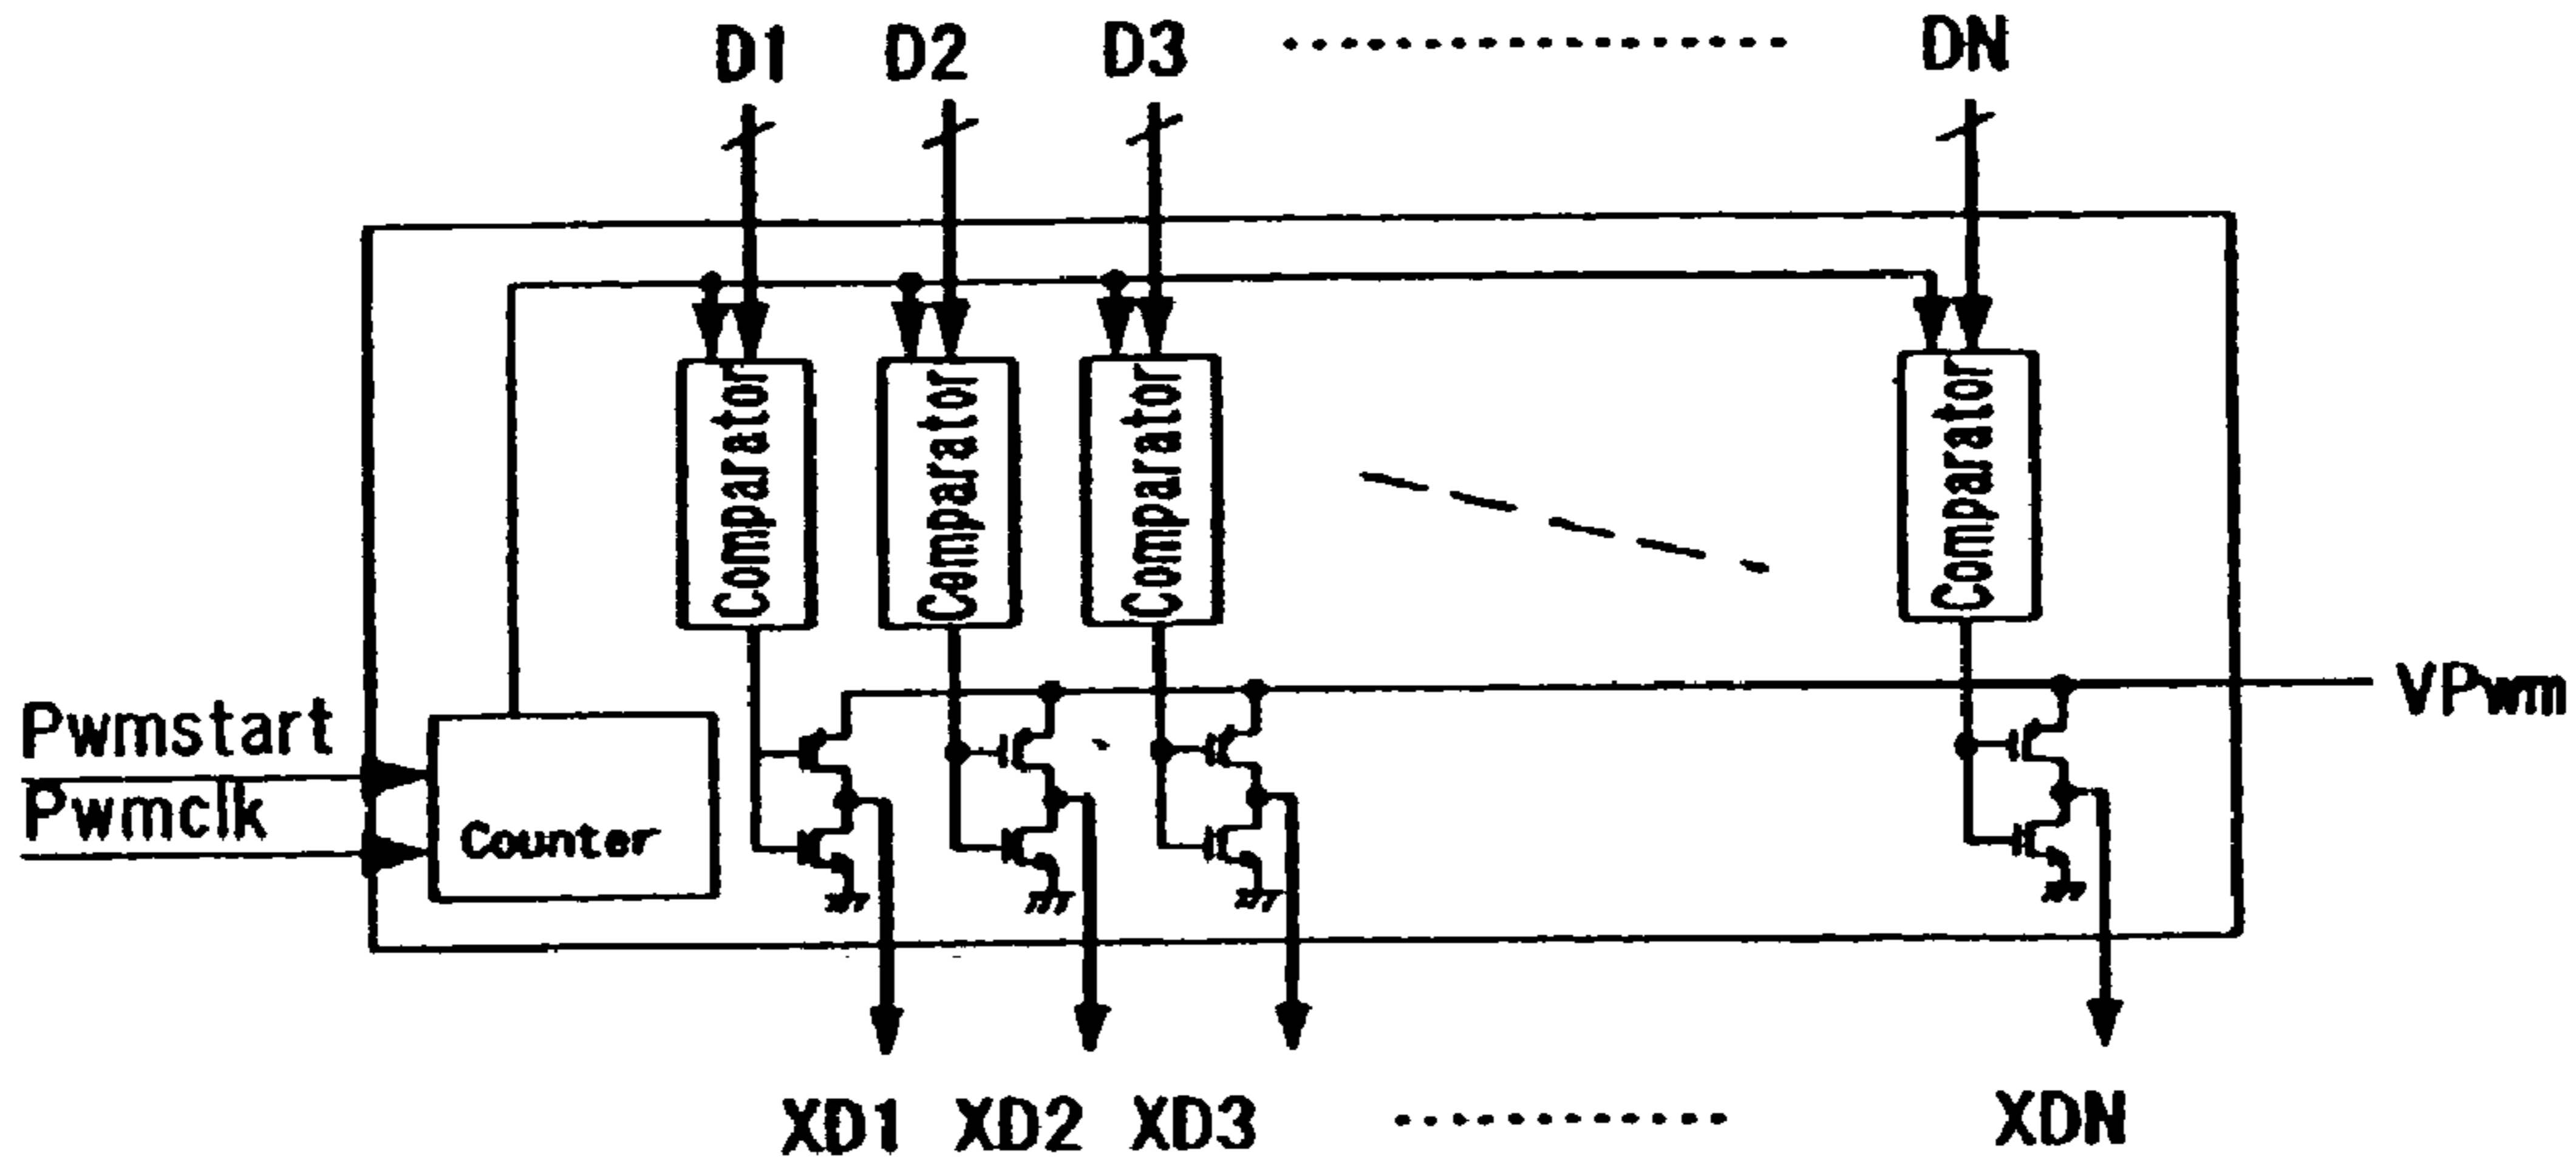 D1 D2 D3 DN
Comparator
Comparator
Comparator
Comparator
VPwm
Pwmstart
Pwmclk
Counter
XD1 XD2 XD3 XDN